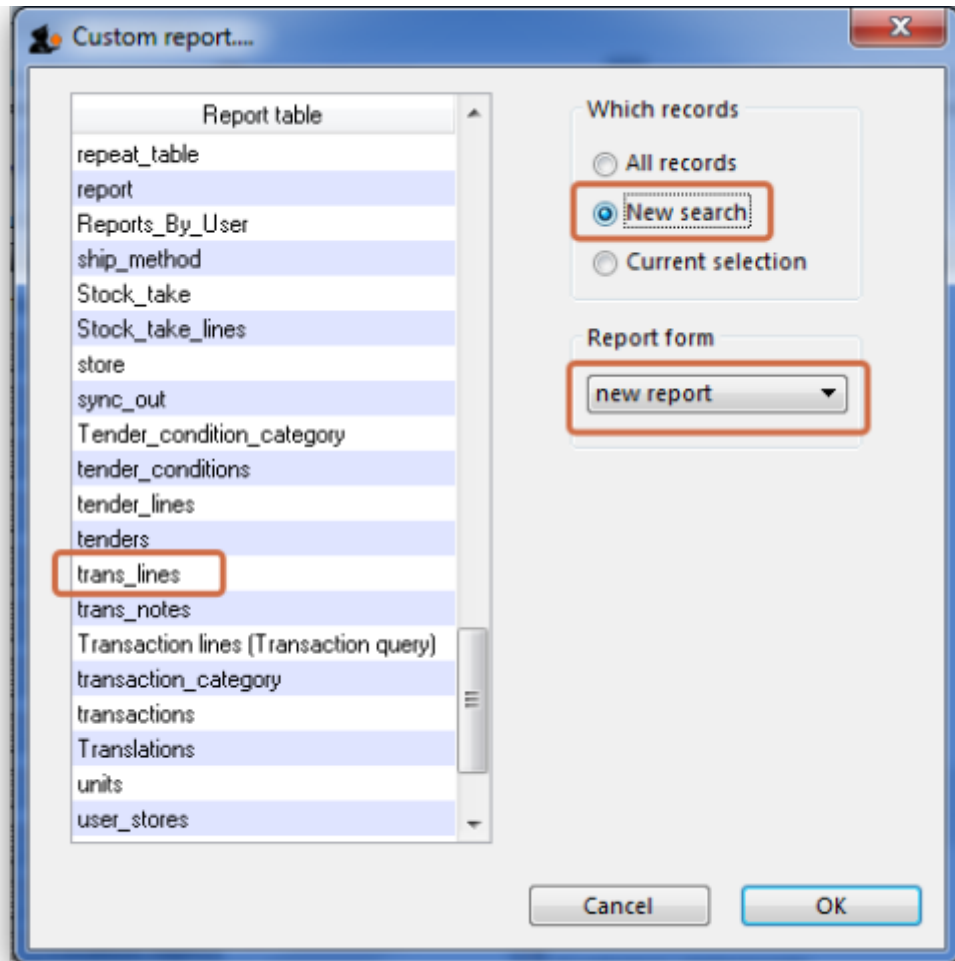 Custom report....
Report table
repeat_table
report
Reports_By_User
ship_method
Stock_take
Stock_take_lines
store
sync_out
Tender_condition_category
tender_conditions
tender_lines
tenders
trans_lines
trans_notes
Transaction lines (Transaction query)
transaction_category
transactions
Translations
units
user_stores
Which records
All records
New search
Current selection
Report form
new report
Cancel
OK